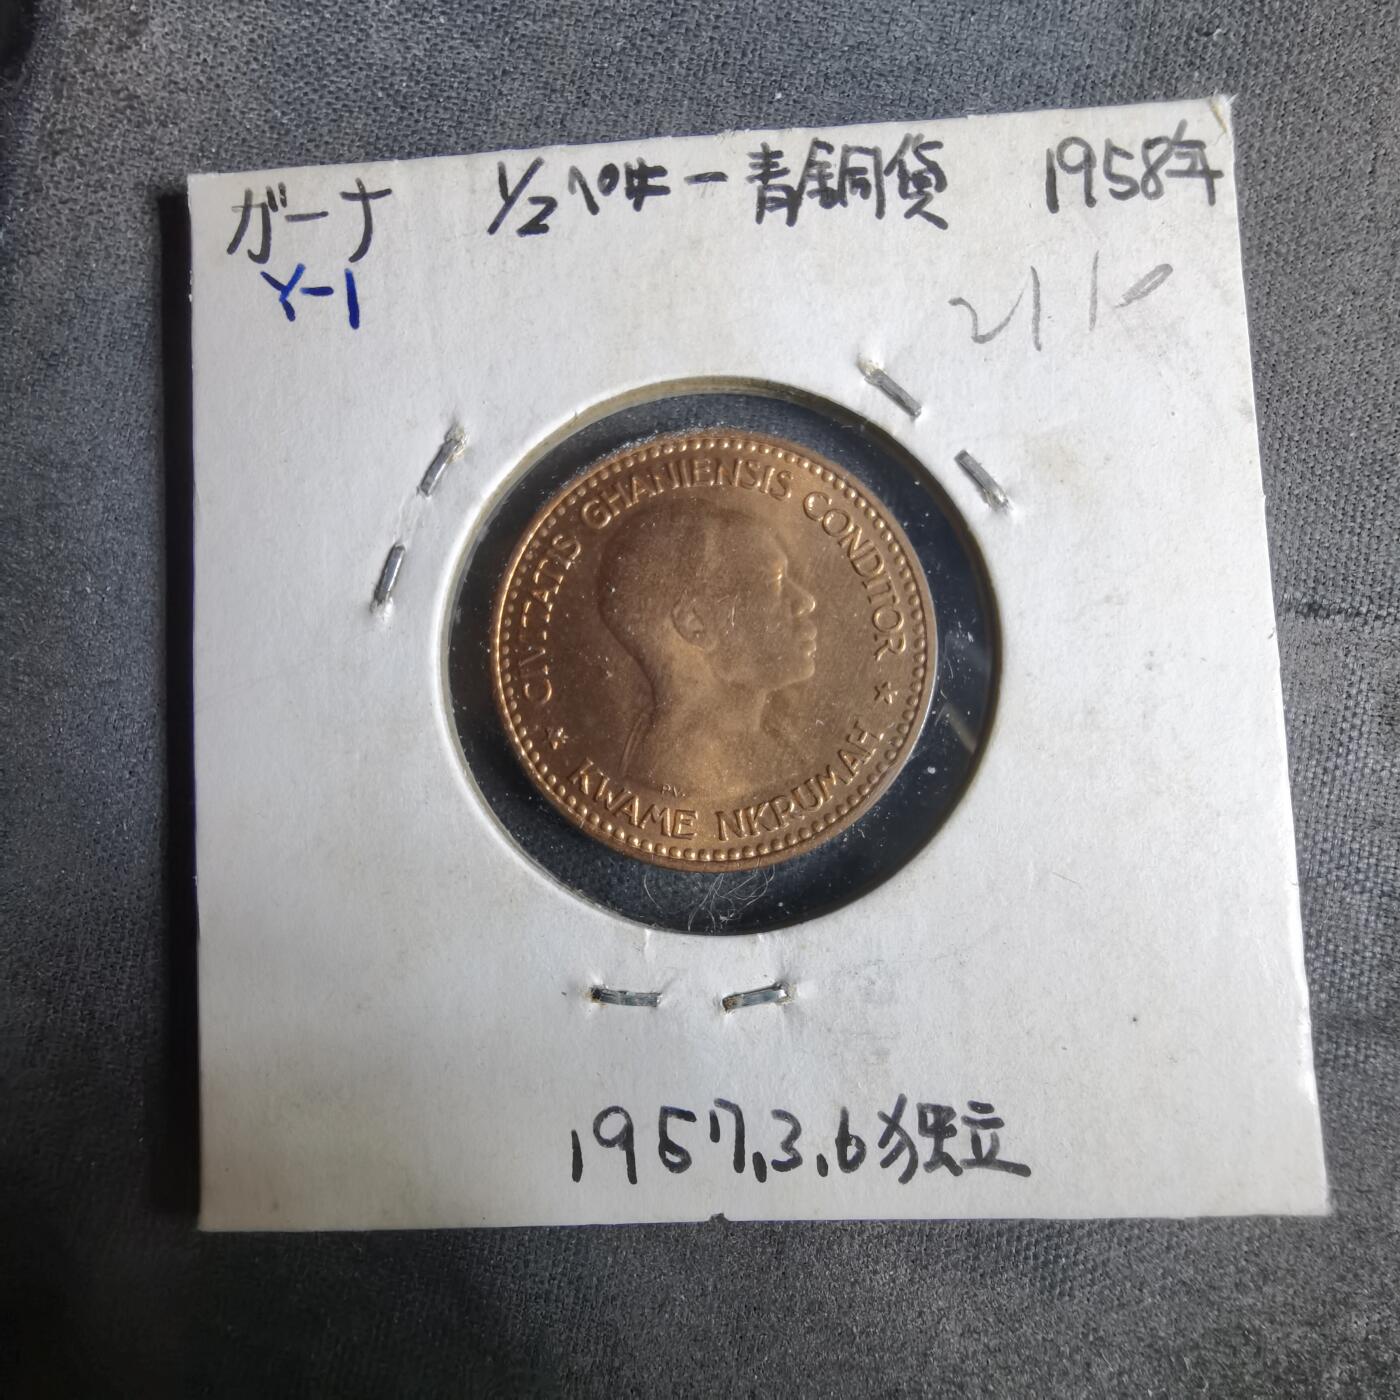 ガーナ 1/2ペニー青銅貨 1958年
Y-1
CIVITATIS GHANIENSIS CONDITOR
PV.
KWAME NKRUMAH
1957.3.6独立